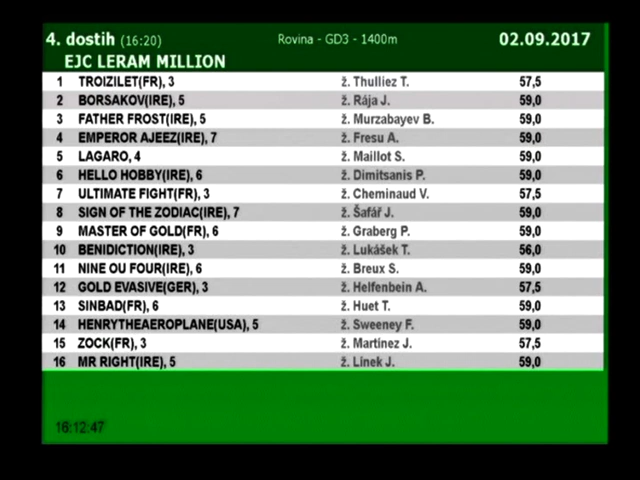 4. dostih (16:20) Rovina - GD3 - 1400m 02.09.2017
EJC LERAM MILLION
1 TROIZILET(FR), 3 ž. Thulliez T. 57,5
2 BORSAKOV(IRE), 5 ž. Rája J. 59,0
3 FATHER FROST(IRE), 5 ž. Murzabayev B. 59,0
4 EMPEROR AJEEZ(IRE), 7 ž. Fresu A. 59,0
5 LAGARO, 4 ž. Maillot S. 59,0
6 HELLO HOBBY(IRE), 6 ž. Dimitsanis P. 59,0
7 ULTIMATE FIGHT(FR), 3 ž. Cheminaud V. 57,5
8 SIGN OF THE ZODIAC(IRE), 7 ž. Šafář J. 59,0
9 MASTER OF GOLD(FR), 6 ž. Graberg P. 59,0
10 BENIDICTION(IRE), 3 ž. Lukášek T. 56,0
11 NINE OU FOUR(IRE), 6 ž. Breux S. 59,0
12 GOLD EVASIVE(GER), 3 ž. Helfenbein A. 57,5
13 SINBAD(FR), 6 ž. Huet T. 59,0
14 HENRYTHEAEROPLANE(USA), 5 ž. Sweeney F. 59,0
15 ZOCK(FR), 3 ž. Martinez J. 57,5
16 MR RIGHT(IRE), 5 ž. Linek J. 59,0
16:12:47